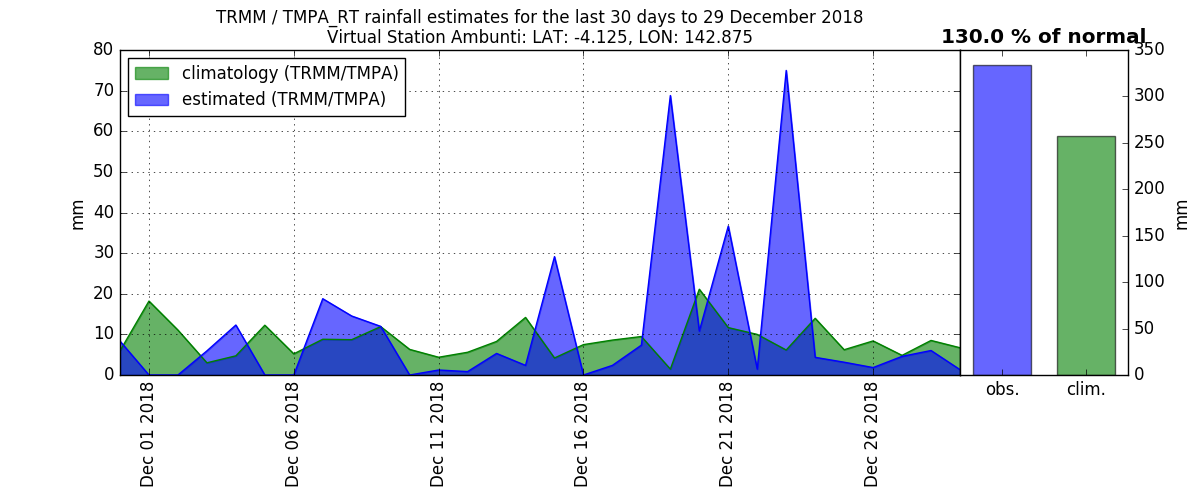 TRMM / TMPA_RT rainfall estimates for the last 30 days to 29 December 2018
Virtual Station Ambunti: LAT: -4.125, LON: 142.875
130.0 % of normal
climatology (TRMM/TMPA)
estimated (TRMM/TMPA)
mm
80
70
60
50
40
30
20
10
0
Dec 01 2018
Dec 06 2018
Dec 11 2018
Dec 16 2018
Dec 21 2018
Dec 26 2018
obs.
clim.
350
300
250
200
150
100
50
0
mm